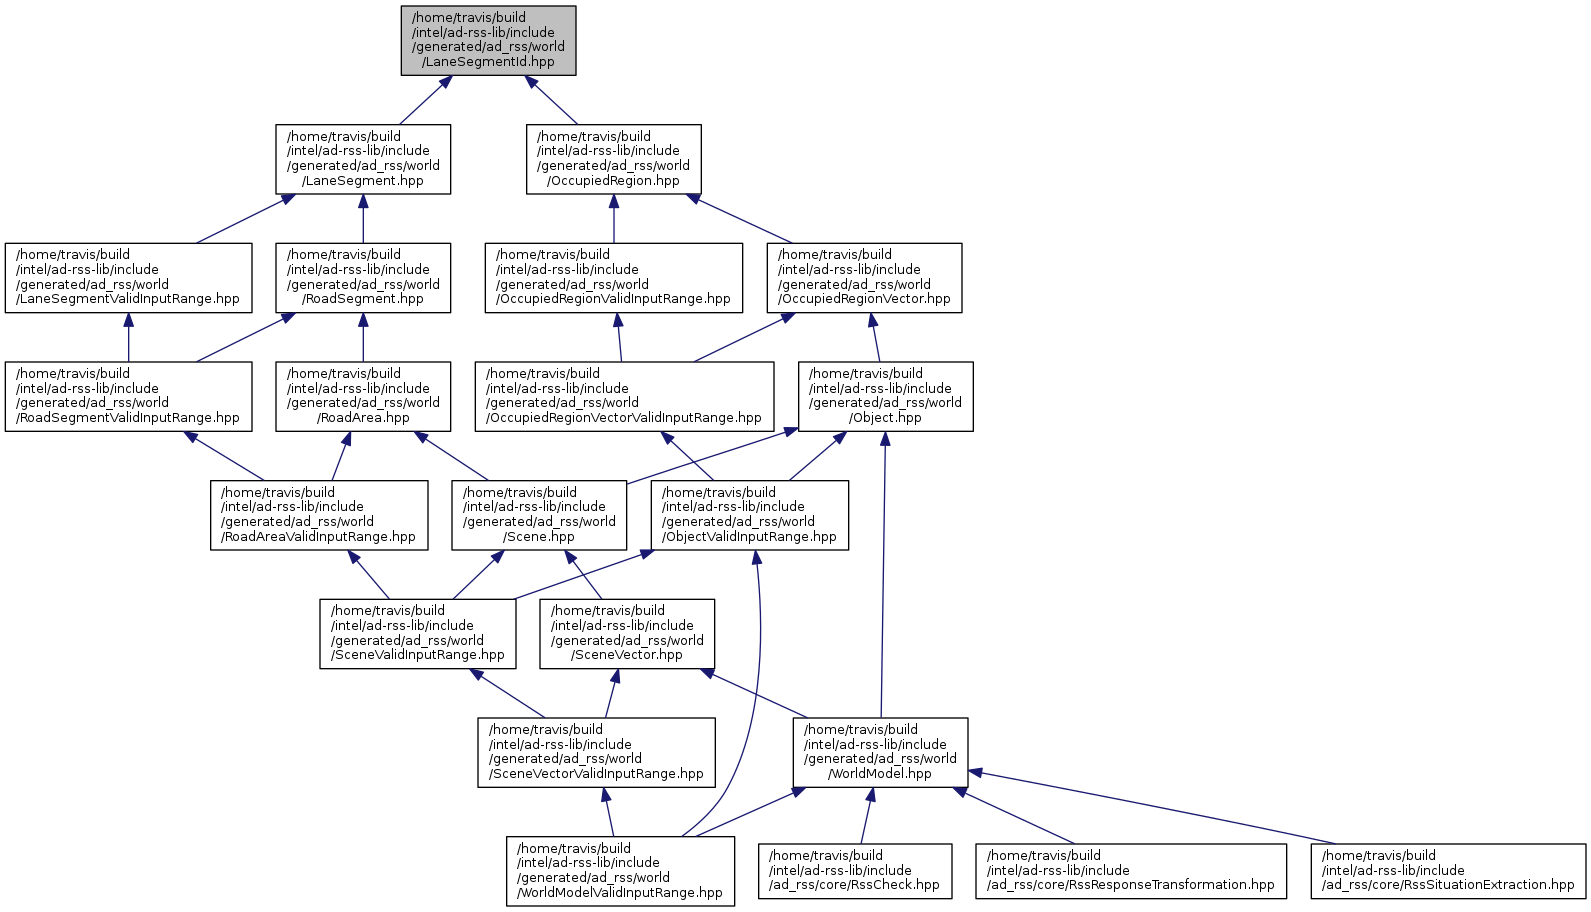 /home/travis/build
/intel/ad-rss-lib/include
/generated/ad_rss/world
/LaneSegmentId.hpp
/home/travis/build
/intel/ad-rss-lib/include
/generated/ad_rss/world
/LaneSegment.hpp
/home/travis/build
/intel/ad-rss-lib/include
/generated/ad_rss/world
/OccupiedRegion.hpp
/home/travis/build
/intel/ad-rss-lib/include
/generated/ad_rss/world
/LaneSegmentValidInputRange.hpp
/home/travis/build
/intel/ad-rss-lib/include
/generated/ad_rss/world
/RoadSegment.hpp
/home/travis/build
/intel/ad-rss-lib/include
/generated/ad_rss/world
/OccupiedRegionValidInputRange.hpp
/home/travis/build
/intel/ad-rss-lib/include
/generated/ad_rss/world
/OccupiedRegionVector.hpp
/home/travis/build
/intel/ad-rss-lib/include
/generated/ad_rss/world
/RoadSegmentValidInputRange.hpp
/home/travis/build
/intel/ad-rss-lib/include
/generated/ad_rss/world
/RoadArea.hpp
/home/travis/build
/intel/ad-rss-lib/include
/generated/ad_rss/world
/OccupiedRegionVectorValidInputRange.hpp
/home/travis/build
/intel/ad-rss-lib/include
/generated/ad_rss/world
/Object.hpp
/home/travis/build
/intel/ad-rss-lib/include
/generated/ad_rss/world
/RoadAreaValidInputRange.hpp
/home/travis/build
/intel/ad-rss-lib/include
/generated/ad_rss/world
/Scene.hpp
/home/travis/build
/intel/ad-rss-lib/include
/generated/ad_rss/world
/ObjectValidInputRange.hpp
/home/travis/build
/intel/ad-rss-lib/include
/generated/ad_rss/world
/SceneValidInputRange.hpp
/home/travis/build
/intel/ad-rss-lib/include
/generated/ad_rss/world
/SceneVector.hpp
/home/travis/build
/intel/ad-rss-lib/include
/generated/ad_rss/world
/SceneVectorValidInputRange.hpp
/home/travis/build
/intel/ad-rss-lib/include
/generated/ad_rss/world
/WorldModel.hpp
/home/travis/build
/intel/ad-rss-lib/include
/generated/ad_rss/world
/WorldModelValidInputRange.hpp
/home/travis/build
/intel/ad-rss-lib/include
/ad_rss/core/RssCheck.hpp
/home/travis/build
/intel/ad-rss-lib/include
/ad_rss/core/RssResponseTransformation.hpp
/home/travis/build
/intel/ad-rss-lib/include
/ad_rss/core/RssSituationExtraction.hpp